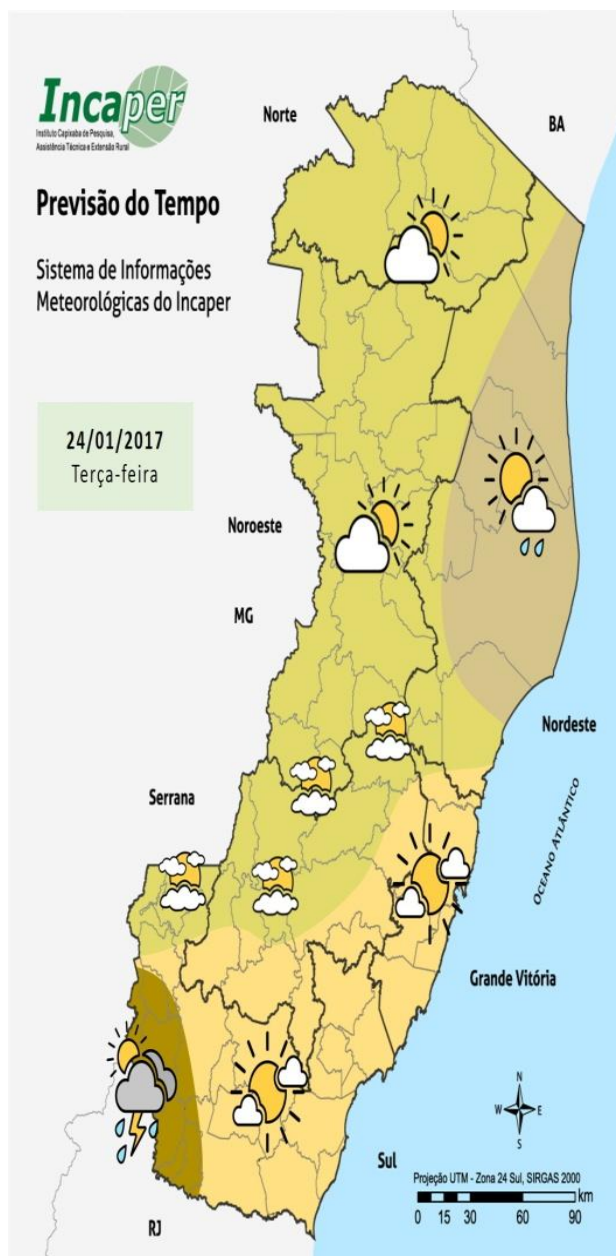 Incaper
Instituto Capixaba de Pesquisa,
Assistência Técnica e Extensão Rural
Previsão do Tempo
Sistema de Informações
Meteorológicas do Incaper
24/01/2017
Terça-feira
Norte
BA
Noroeste
MG
Nordeste
Serrana
OCEANO ATLÂNTICO
Grande Vitória
N
W E
S
Sul
Projeção UTM - Zona 24 Sul, SIRGAS 2000
km
0 15 30 60 90
RJ